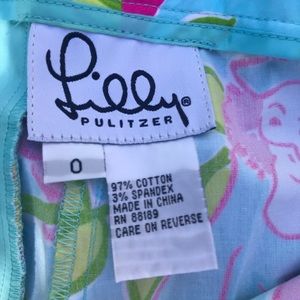 Lilly®
PULITZER
0
97% COTTON
3% SPANDEX
MADE IN CHINA
RN 88189
CARE ON REVERSE